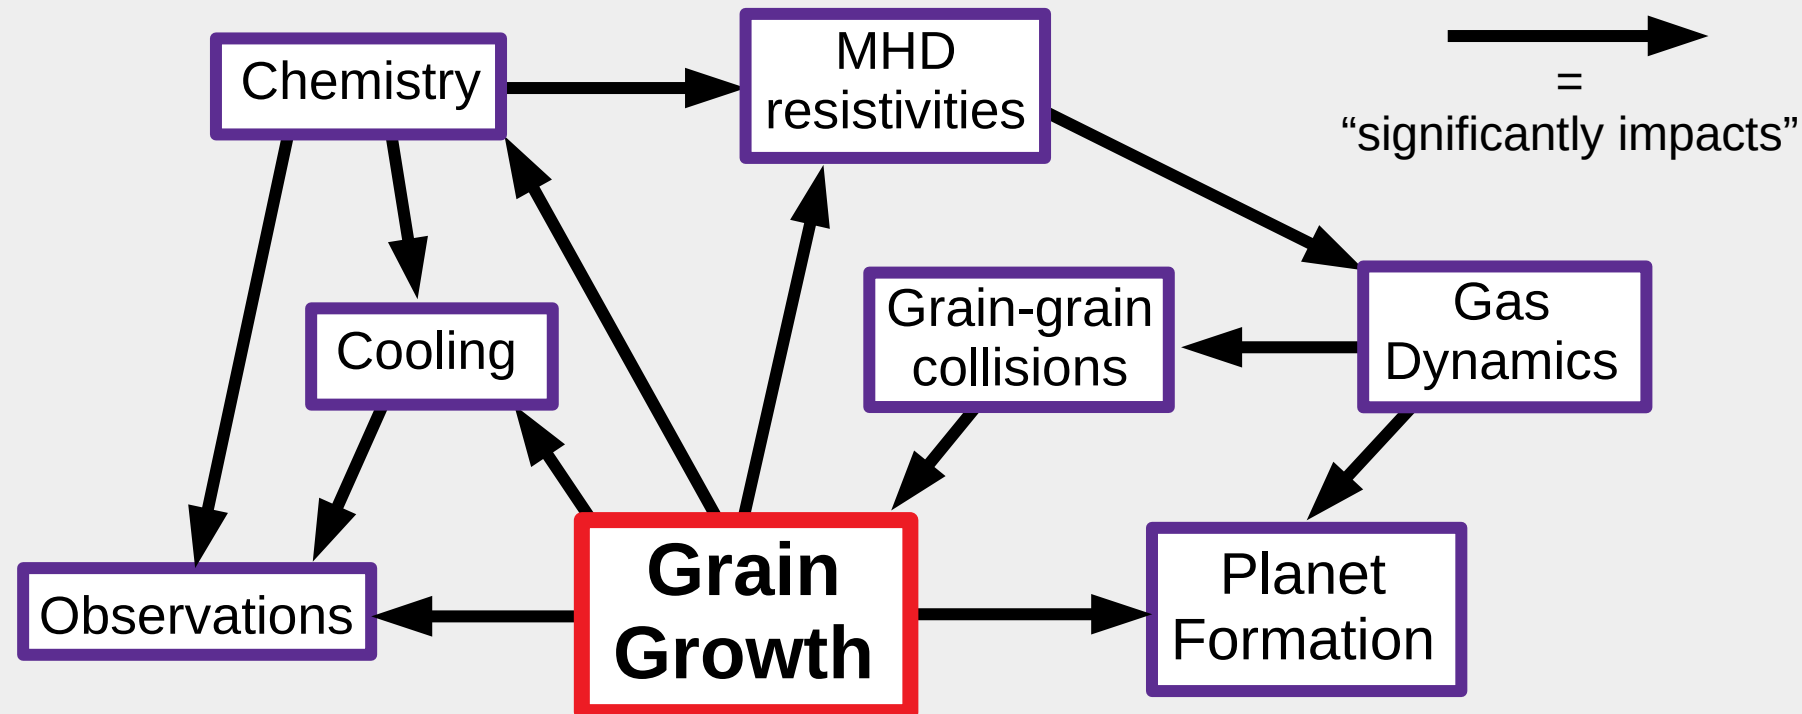 Chemistry
MHD
resistivities
=
“significantly impacts”
Cooling
Grain-grain
collisions
Gas
Dynamics
Observations
Grain
Growth
Planet
Formation